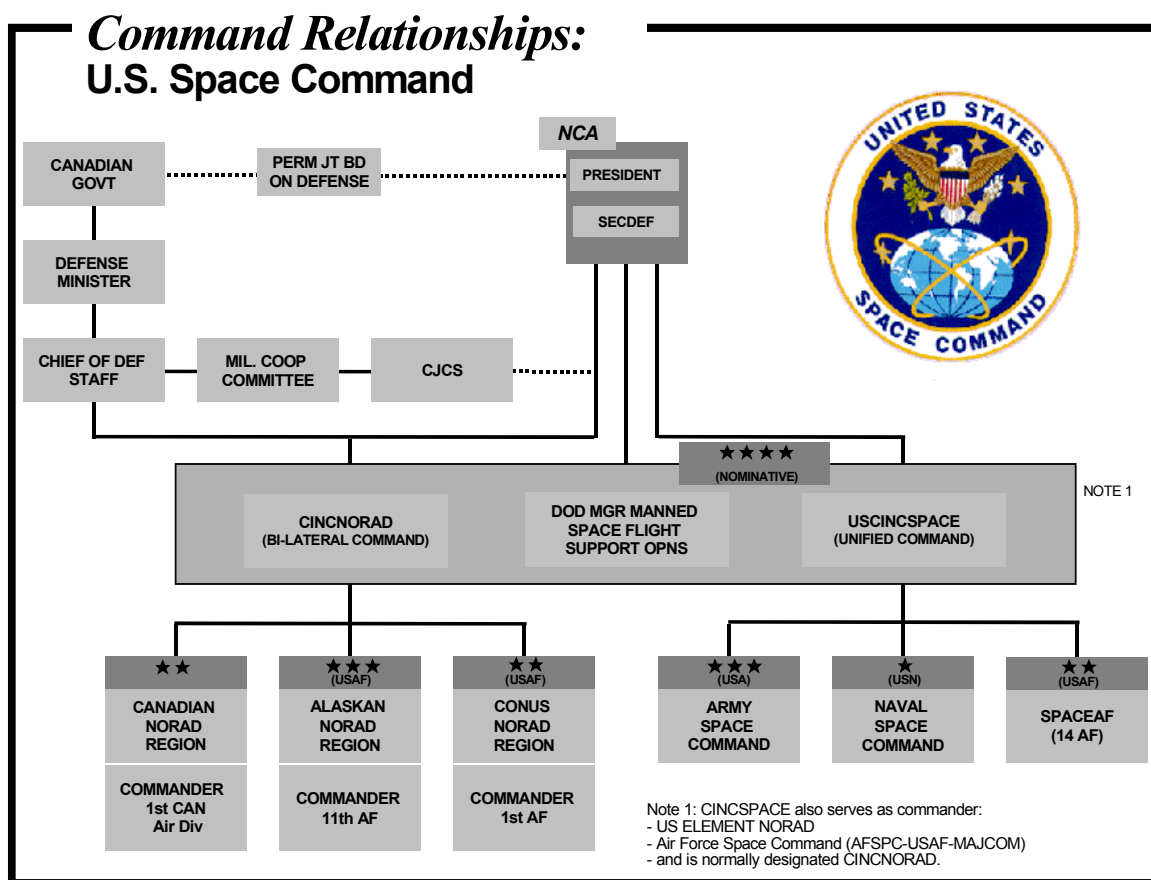 Command Relationships:
U.S. Space Command
NCA
CANADIAN
GOVT
PERM JT BD
ON DEFENSE
PRESIDENT
SECDEF
UNITED STATES
SPACE COMMAND
DEFENSE
MINISTER
CHIEF OF DEF
STAFF
MIL. COOP
COMMITTEE
CJCS
(NOMINATIVE)
NOTE 1
CINCNORAD
(BI-LATERAL COMMAND)
DOD MGR MANNED
SPACE FLIGHT
SUPPORT OPNS
USCINCSPACE
(UNIFIED COMMAND)
CANADIAN
NORAD
REGION
COMMANDER
1st CAN
Air Div
(USAF)
ALASKAN
NORAD
REGION
COMMANDER
11th AF
(USAF)
CONUS
NORAD
REGION
COMMANDER
1st AF
(USA)
ARMY
SPACE
COMMAND
(USN)
NAVAL
SPACE
COMMAND
(USAF)
SPACEAF
(14 AF)
Note 1: CINCSPACE also serves as commander:
- US ELEMENT NORAD
- Air Force Space Command (AFSPC-USAF-MAJCOM)
- and is normally designated CINCNORAD.